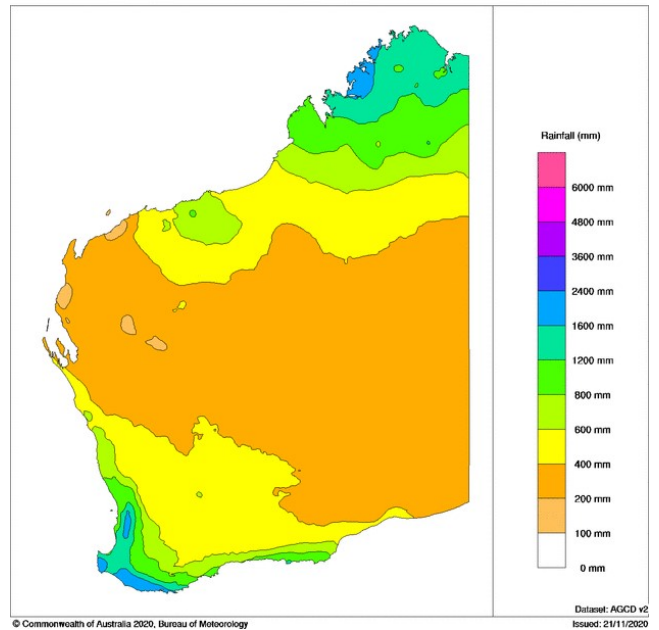 Rainfall (mm)
6000 mm
4800 mm
3600 mm
2400 mm
1600 mm
1200 mm
800 mm
600 mm
400 mm
200 mm
100 mm
0 mm
Dataset: AGCD v2
© Commonwealth of Australia 2020, Bureau of Meteorology
Issued: 21/11/2020